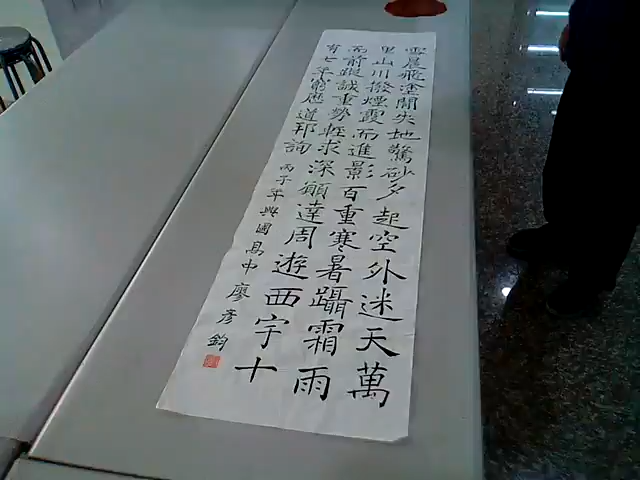 雪晨飛塗間失地驚砂夕起空外迷天萬
里山川撥煙霞而進影百重寒暑躡霜雨
而前蹤誠重勢輕求深願達周遊西宇十
有七年窮歷道邦詢
丙子年興國高中廖彥鈞